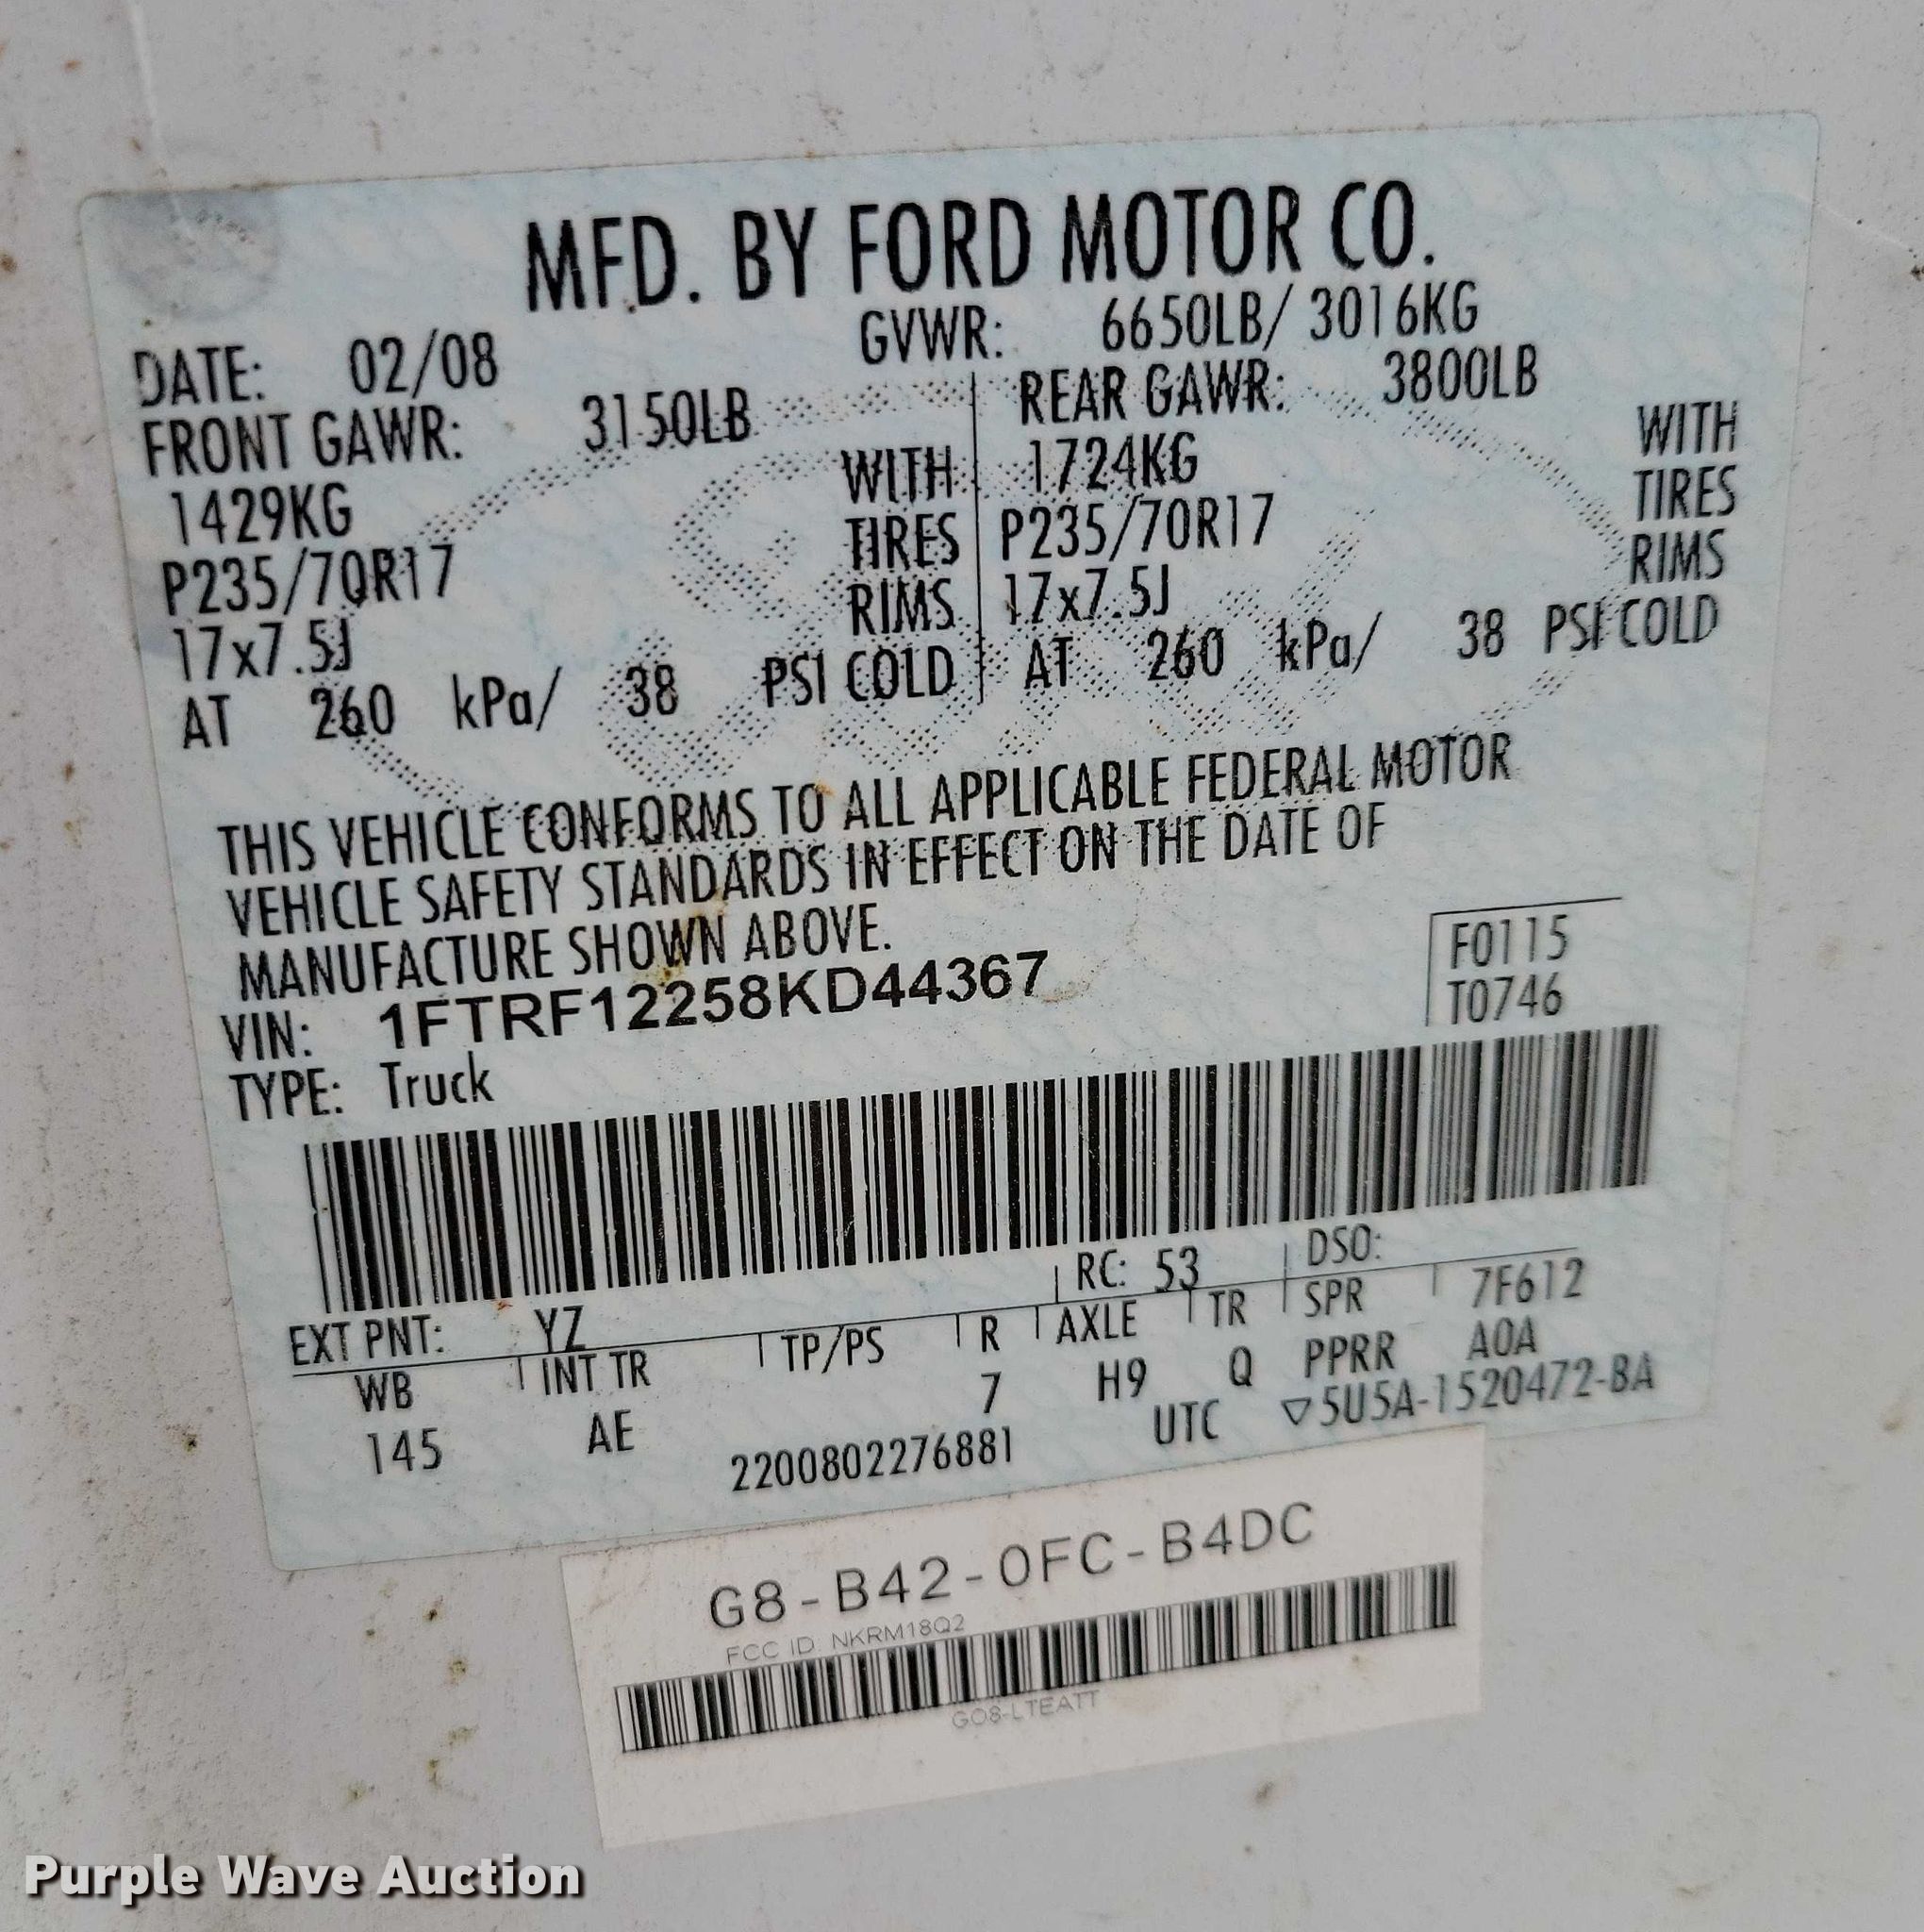 MFD. BY FORD MOTOR CO.
DATE: 02/08 GVWR: 6650LB/ 3016KG
FRONT GAWR: 3150LB REAR GAWR: 3800LB
1429KG WITH 1724KG WITH
P235/70R17 TIRES P235/70R17 TIRES
17x7.5J RIMS 17x7.5J RIMS
AT 260 kPa/ 38 PSI COLD AT 260 kPa/ 38 PSI COLD
THIS VEHICLE CONFORMS TO ALL APPLICABLE FEDERAL MOTOR
VEHICLE SAFETY STANDARDS IN EFFECT ON THE DATE OF
MANUFACTURE SHOWN ABOVE.
VIN: 1FTRF12258KD44367
TYPE: Truck
F0115
T0746
EXT PNT: YZ RC: 53 DSO:
WB INT TR TP/PS R AXLE TR SPR 7F612
145 AE 7 H9 Q PPRR A0A
2200802276881 UTC ▽5U5A-1520472-BA
G8-B42-0FC-B4DC
FCC ID: NKRM18Q2
GO8-LTEATT
Purple Wave Auction